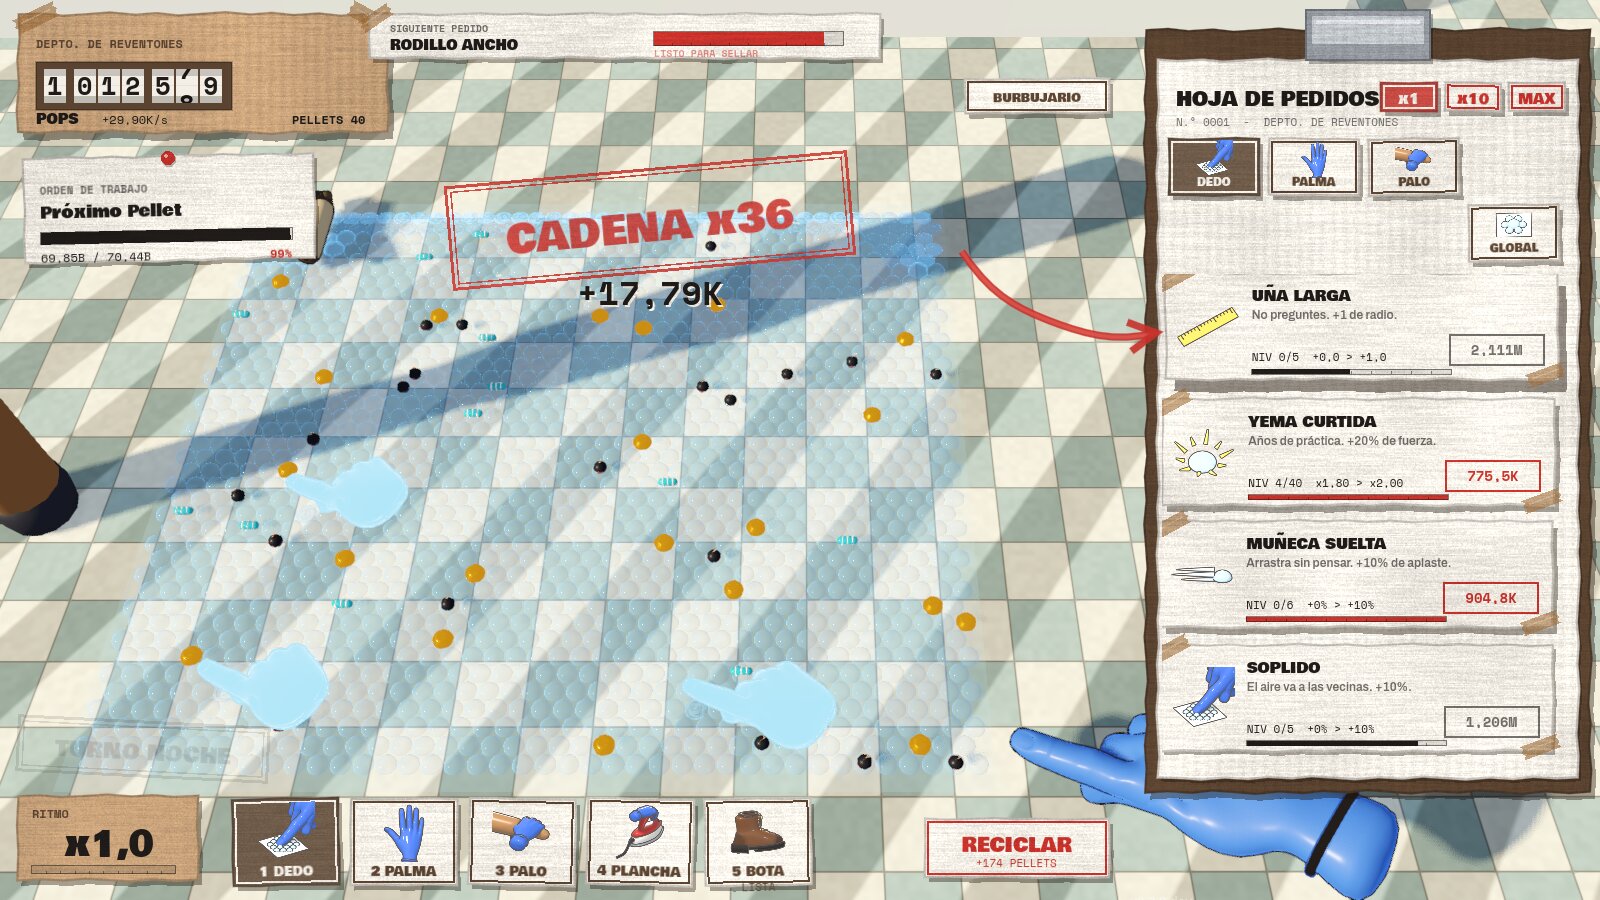 DEPTO. DE REVENTONES
POPS +29,90K/s PELLETS 40
SIGUIENTE PEDIDO
RODILLO ANCHO
LISTO PARA SELLAR
BURBUJARIO
ORDEN DE TRABAJO
Próximo Pellet
69.85B / 70.44B 99%
CADENA x36
+17,79K
HOJA DE PEDIDOS x1 x10 MAX
N.º 0001 - DEPTO. DE REVENTONES
DEDO PALMA PALO
GLOBAL
UÑA LARGA
No preguntes. +1 de radio.
NIV 0/5 +0,0 > +1,0
2,111M
YEMA CURTIDA
Años de práctica. +20% de fuerza.
NIV 4/40 x1,80 > x2,00
775,5K
MUÑECA SUELTA
Arrastra sin pensar. +10% de aplaste.
NIV 0/6 +0% > +10%
904,8K
SOPLIDO
El aire va a las vecinas. +10%.
NIV 0/5 +0% > +10%
1,206M
TURNO NOCHE
RITMO
x1,0
1 DEDO 2 PALMA 3 PALO 4 PLANCHA 5 BOTA
LISTA
RECICLAR
+174 PELLETS